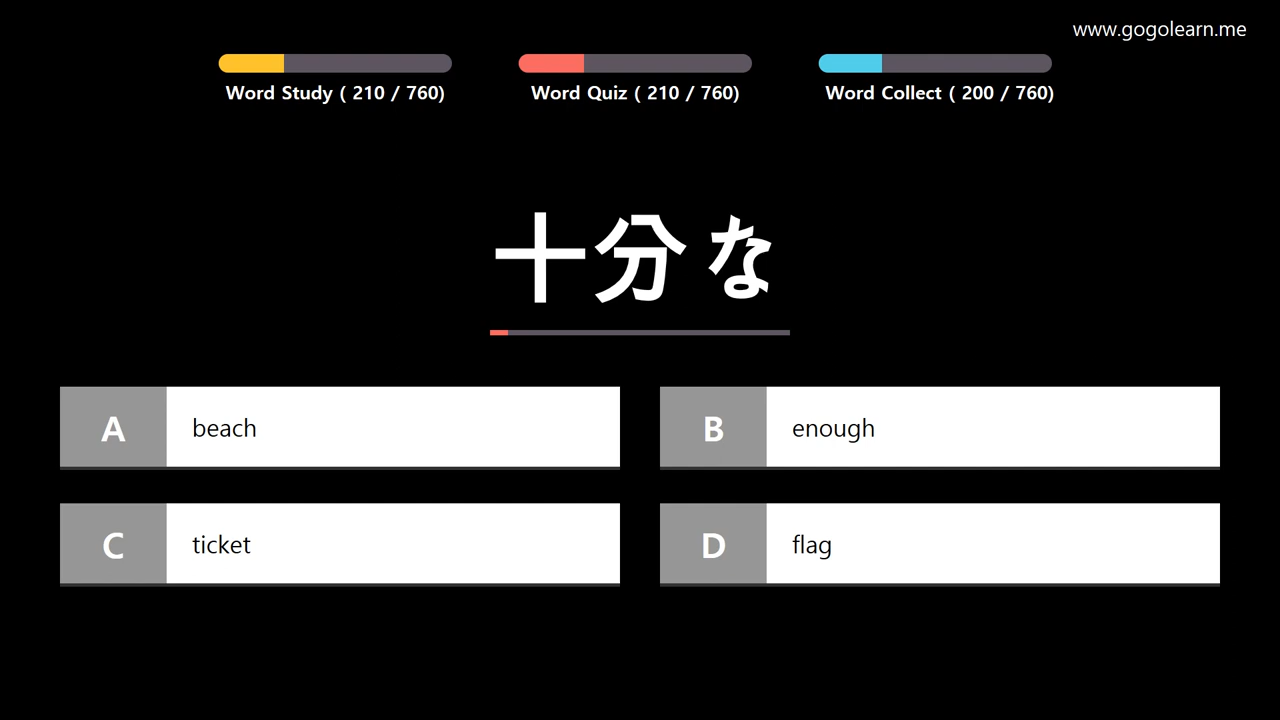 www.gogolearn.me
Word Study ( 210 / 760)
Word Quiz ( 210 / 760)
Word Collect ( 200 / 760)
十分な
A beach
B enough
C ticket
D flag